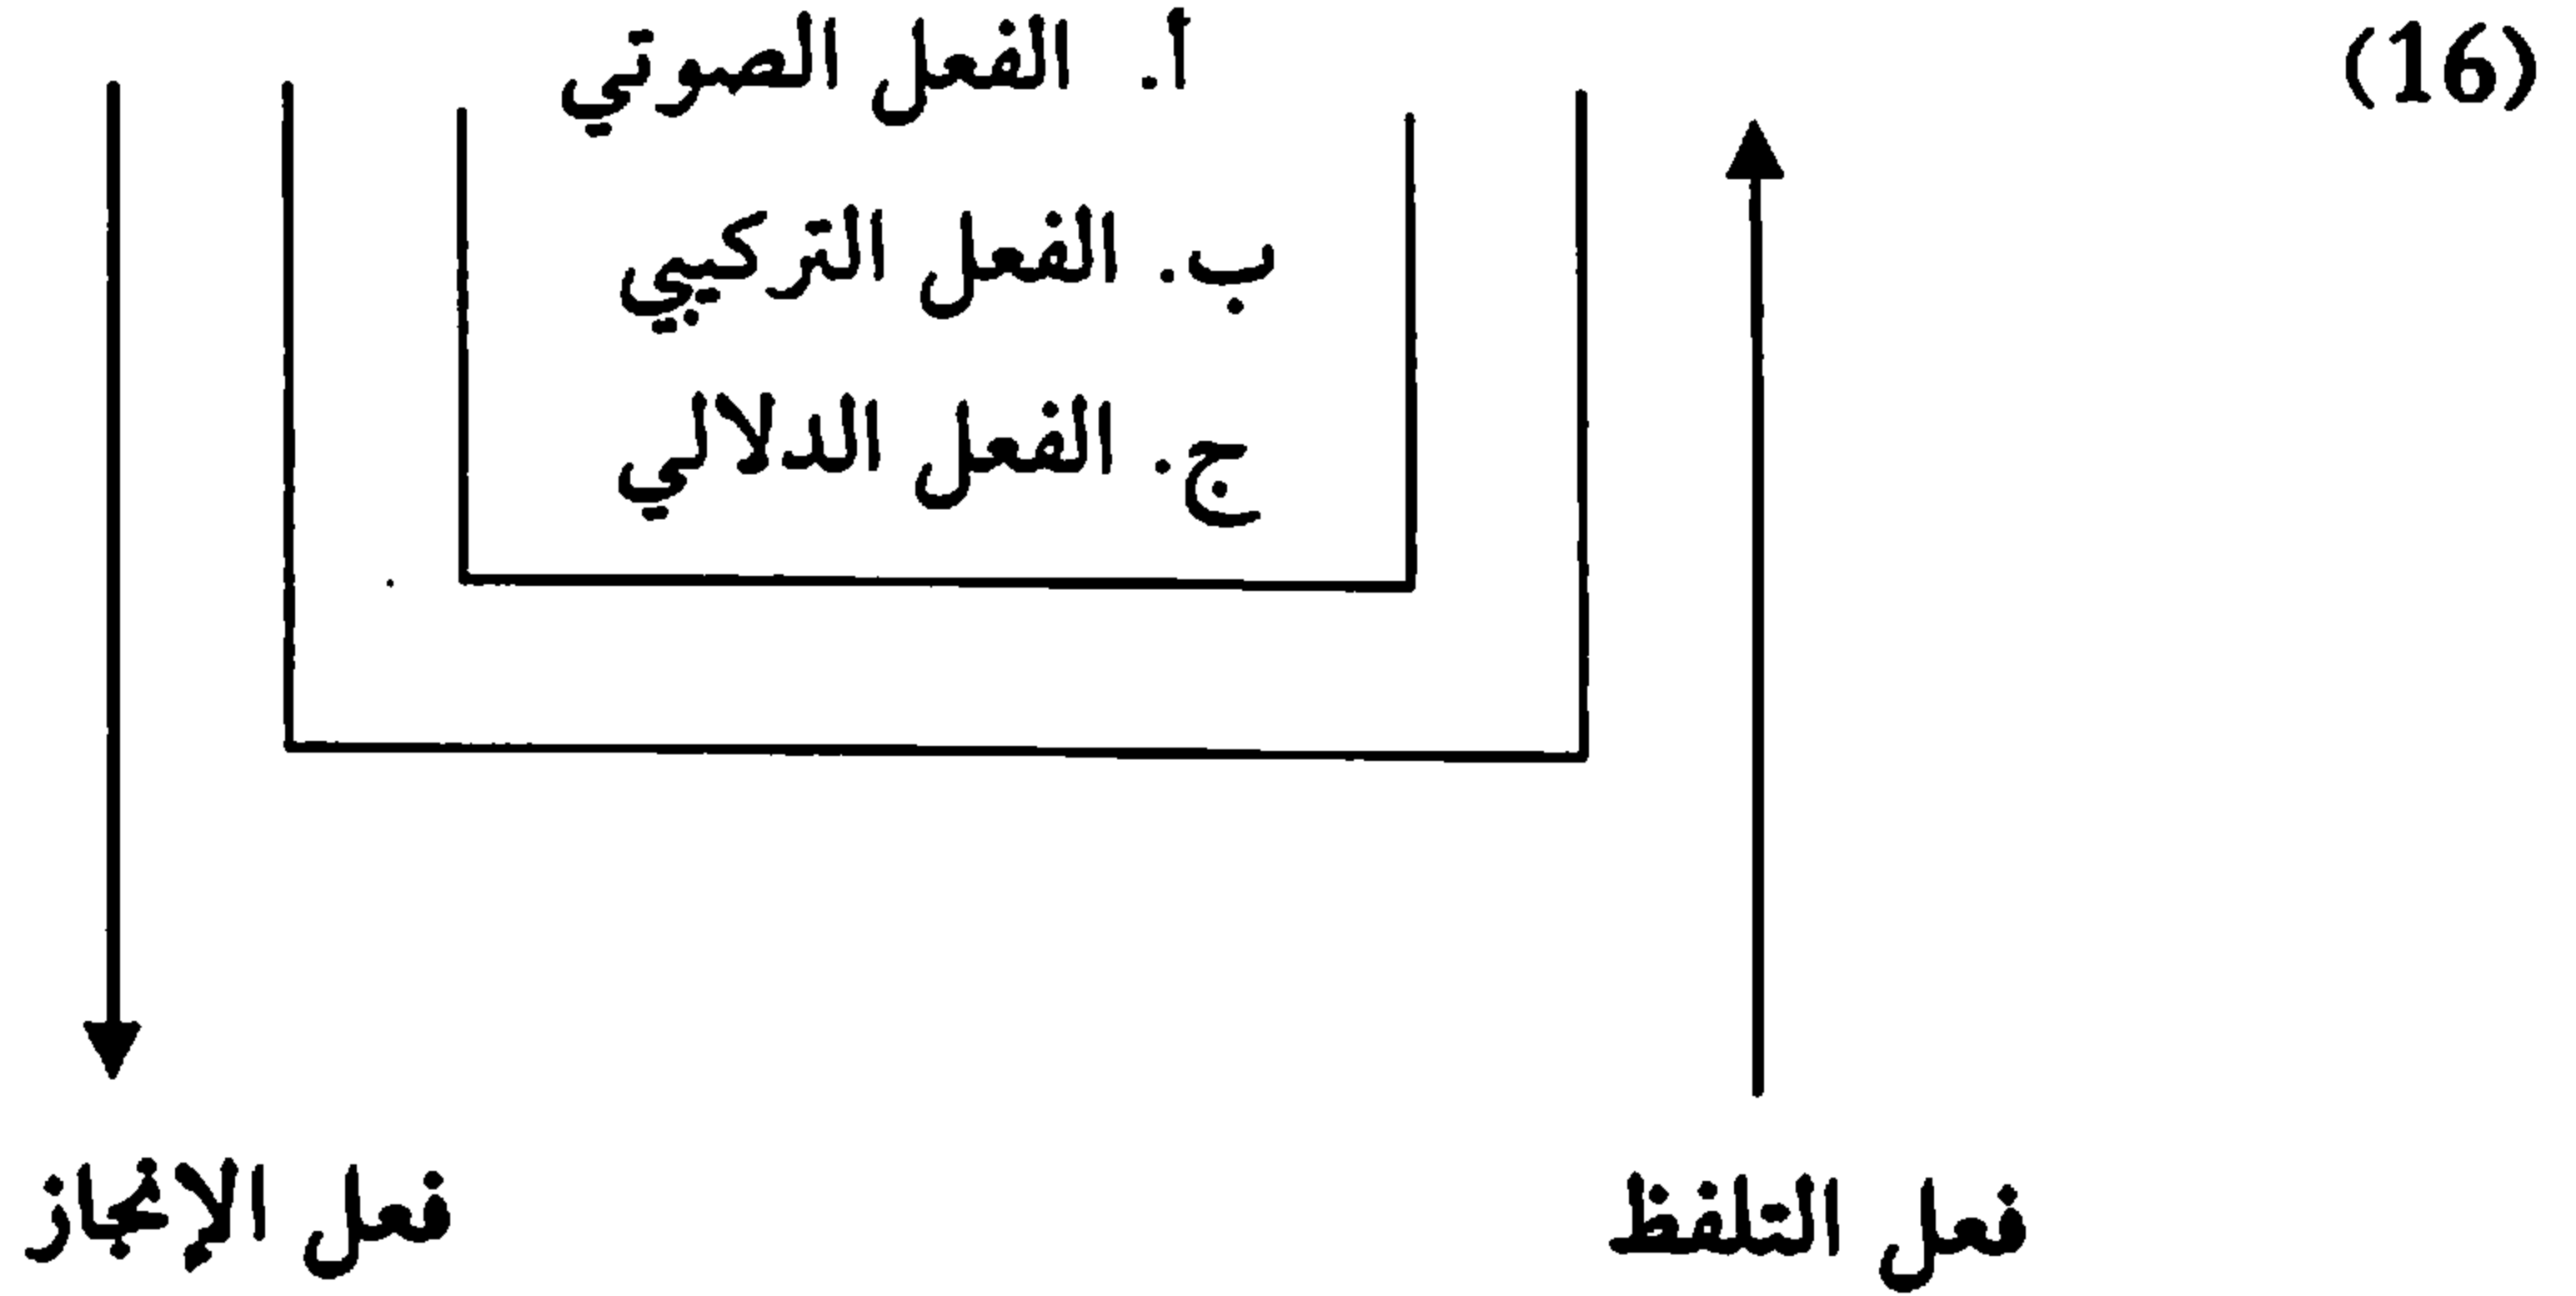 (16) أ. الفعل الصوتي
ب. الفعل التركيبي
ج. الفعل الدلالي
فعل التلفظ فعل الإنجاز